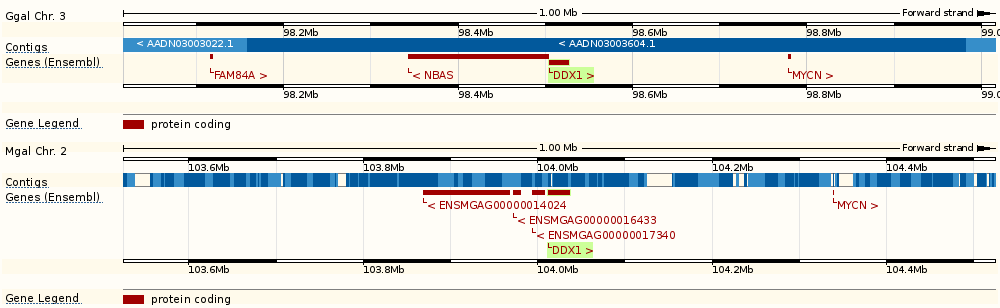 Ggal Chr. 3 1.00 Mb Forward strand
98.2Mb 98.4Mb 98.6Mb 98.8Mb 99.0
Contigs < AADN03003022.1 < AADN03003604.1
Genes (Ensembl)
FAM84A > < NBAS DDX1 > MYCN >
98.2Mb 98.4Mb 98.6Mb 98.8Mb 99.0
Gene Legend protein coding
Mgal Chr. 2 1.00 Mb Forward strand
103.6Mb 103.8Mb 104.0Mb 104.2Mb 104.4Mb
Contigs
Genes (Ensembl)
< ENSMGAG00000014024 MYCN >
< ENSMGAG00000016433
< ENSMGAG00000017340
DDX1 >
103.6Mb 103.8Mb 104.0Mb 104.2Mb 104.4Mb
Gene Legend protein coding